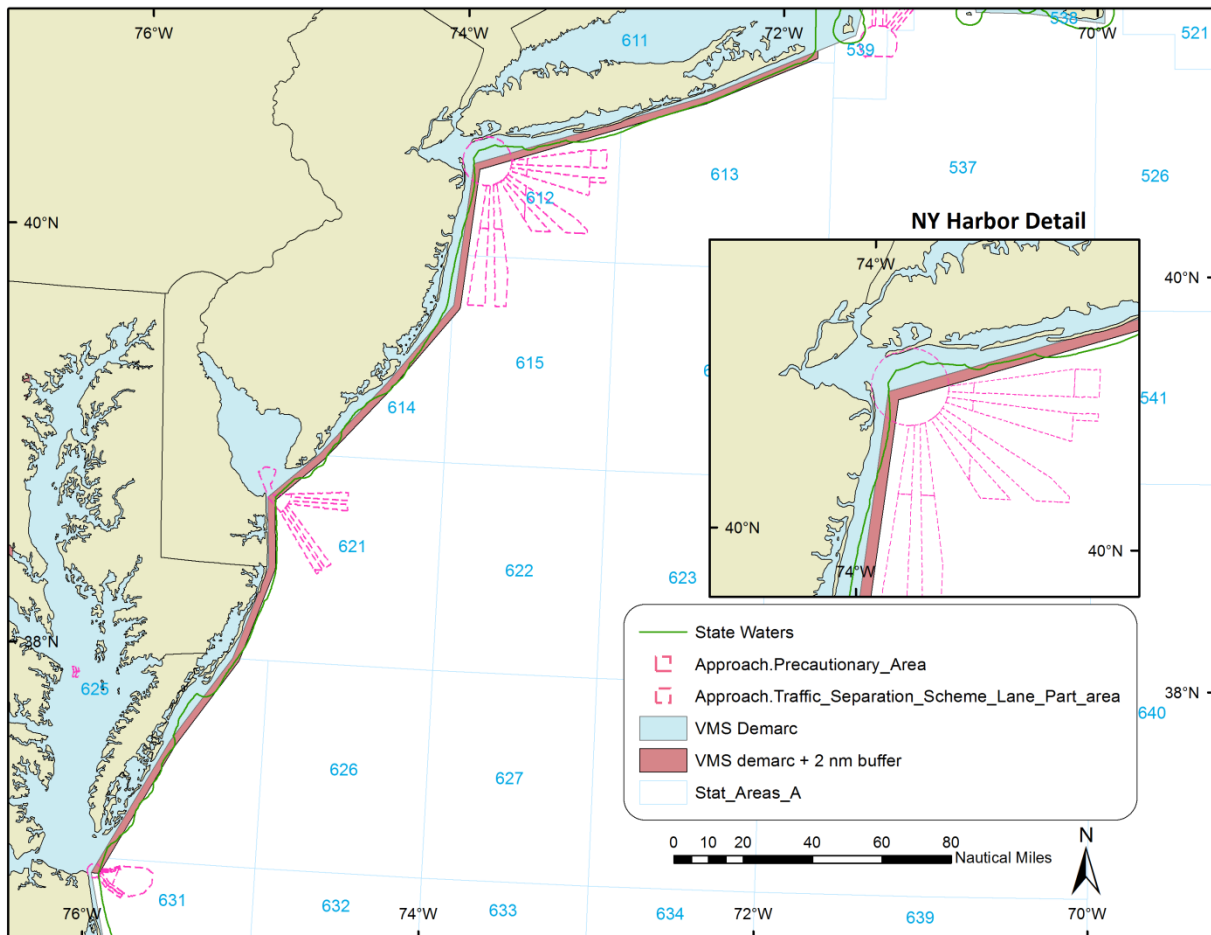 76°W
74°W
72°W
70°W
611
538
539
521
613
537
526
612
40°N
NY Harbor Detail
74°W
40°N
615
614
541
40°N
40°N
74°W
621
622
623
38°N
625
State Waters
Approach.Precautionary_Area
Approach.Traffic_Separation_Scheme_Lane_Part_area
VMS Demarc
VMS demarc + 2 nm buffer
Stat_Areas_A
38°N
640
626
627
0 10 20 40 60 80
Nautical Miles
N
631
632
633
634
639
76°W
74°W
72°W
70°W